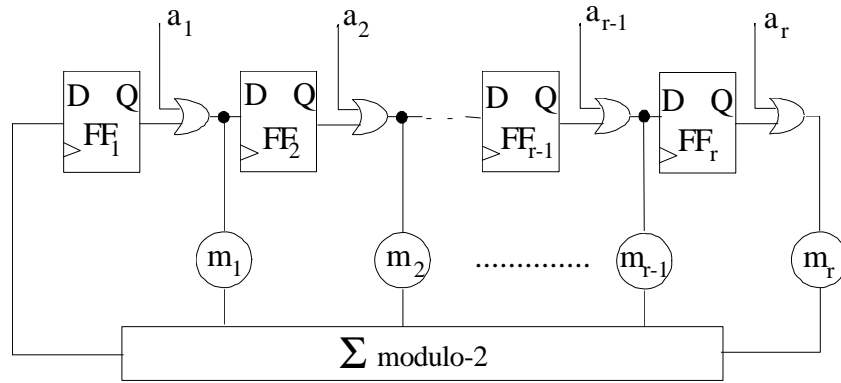 a₁ a₂ aᵣ₋₁ aᵣ
D Q D Q D Q D Q
FF₁ FF₂ FFᵣ₋₁ FFᵣ
m₁ m₂ .............. mᵣ₋₁ mᵣ
Σ modulo-2